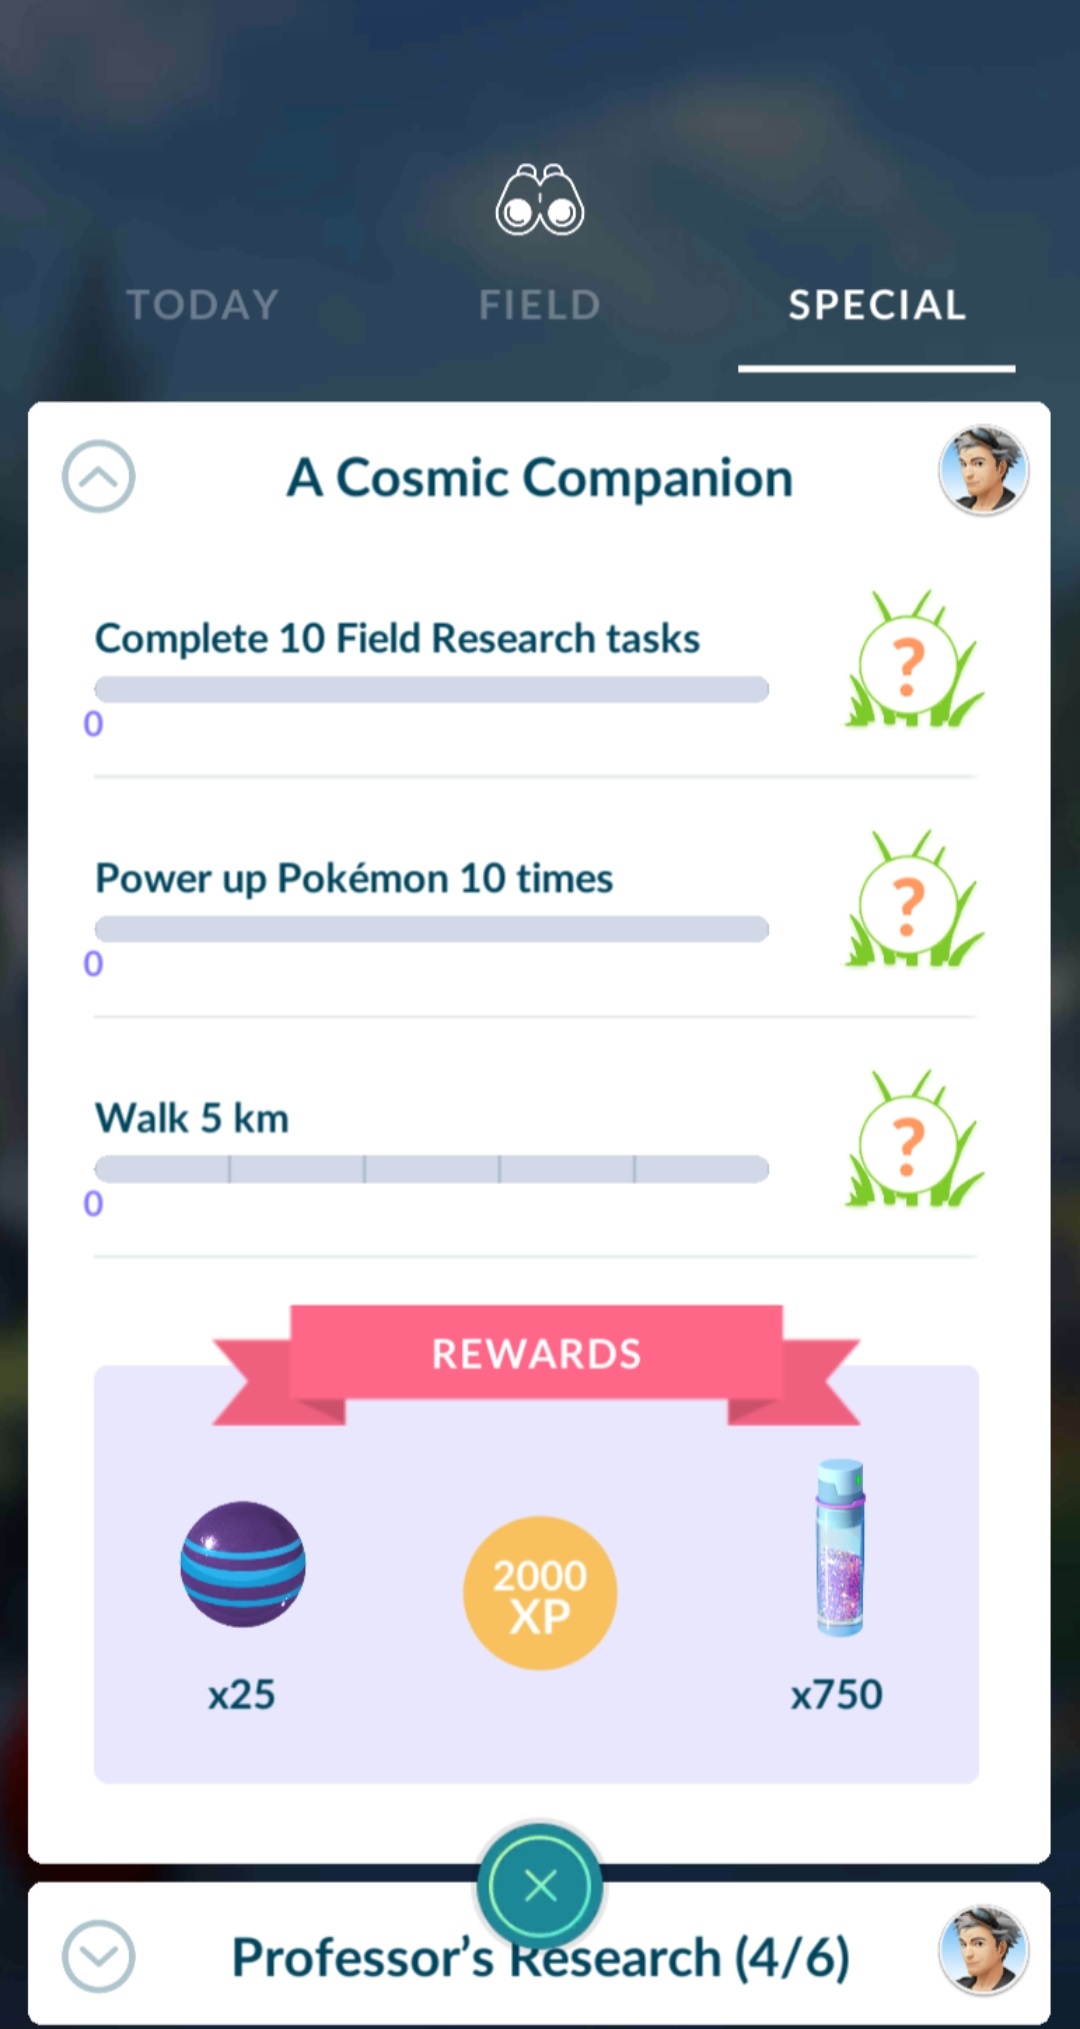 TODAY
FIELD
SPECIAL
A Cosmic Companion
Complete 10 Field Research tasks
?
0
Power up Pokémon 10 times
?
0
Walk 5 km
?
0
REWARDS
2000
XP
x25
x750
Professor's Research (4/6)